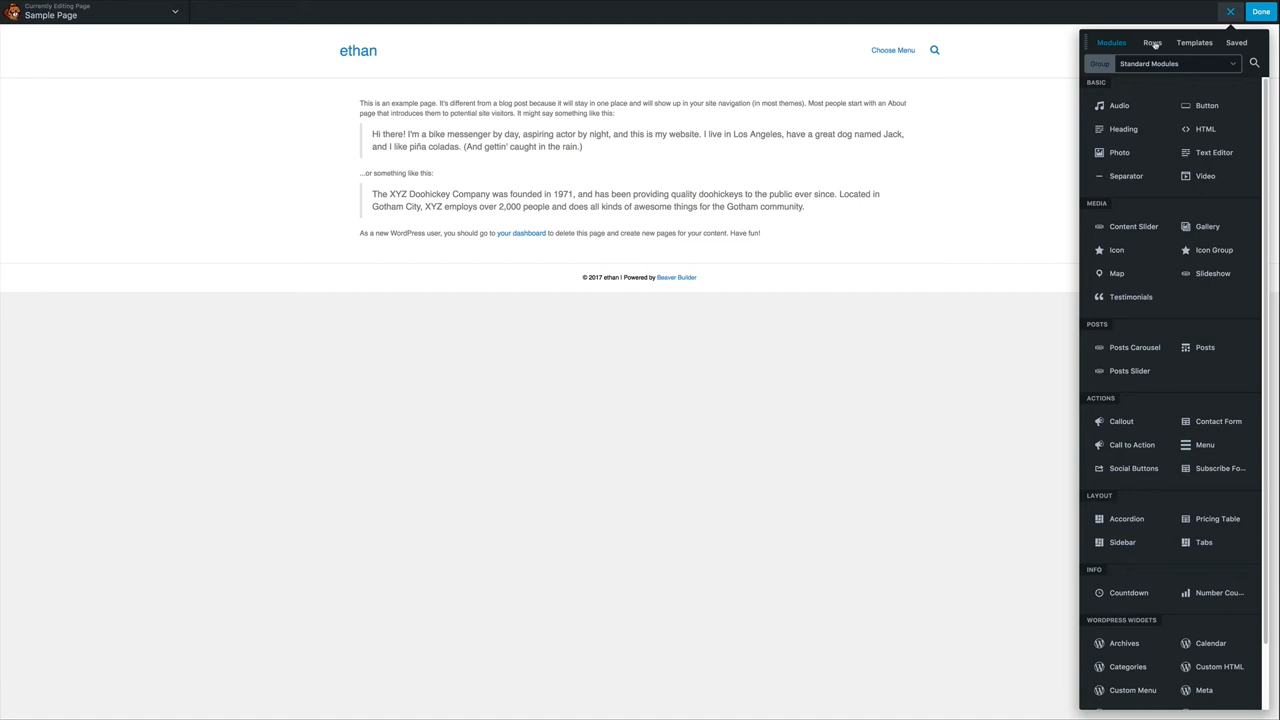 Currently Editing Page
Sample Page
Done
ethan
Choose Menu
This is an example page. It's different from a blog post because it will stay in one place and will show up in your site navigation (in most themes). Most people start with an About
page that introduces them to potential site visitors. It might say something like this:
Hi there! I'm a bike messenger by day, aspiring actor by night, and this is my website. I live in Los Angeles, have a great dog named Jack,
and I like piña coladas. (And gettin' caught in the rain.)
...or something like this:
The XYZ Doohickey Company was founded in 1971, and has been providing quality doohickeys to the public ever since. Located in
Gotham City, XYZ employs over 2,000 people and does all kinds of awesome things for the Gotham community.
As a new WordPress user, you should go to your dashboard to delete this page and create new pages for your content. Have fun!
© 2017 ethan | Powered by Beaver Builder
Modules Rows Templates Saved
Group Standard Modules
BASIC
Audio Button
Heading HTML
Photo Text Editor
Separator Video
MEDIA
Content Slider Gallery
Icon Icon Group
Map Slideshow
Testimonials
POSTS
Posts Carousel Posts
Posts Slider
ACTIONS
Callout Contact Form
Call to Action Menu
Social Buttons Subscribe Fo...
LAYOUT
Accordion Pricing Table
Sidebar Tabs
INFO
Countdown Number Cou...
WORDPRESS WIDGETS
Archives Calendar
Categories Custom HTML
Custom Menu Meta